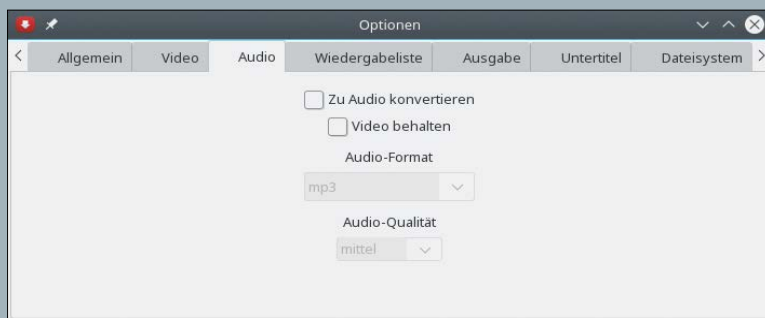 Optionen
Allgemein Video Audio Wiedergabeliste Ausgabe Untertitel Dateisystem
Zu Audio konvertieren
Video behalten
Audio-Format
mp3
Audio-Qualität
mittel